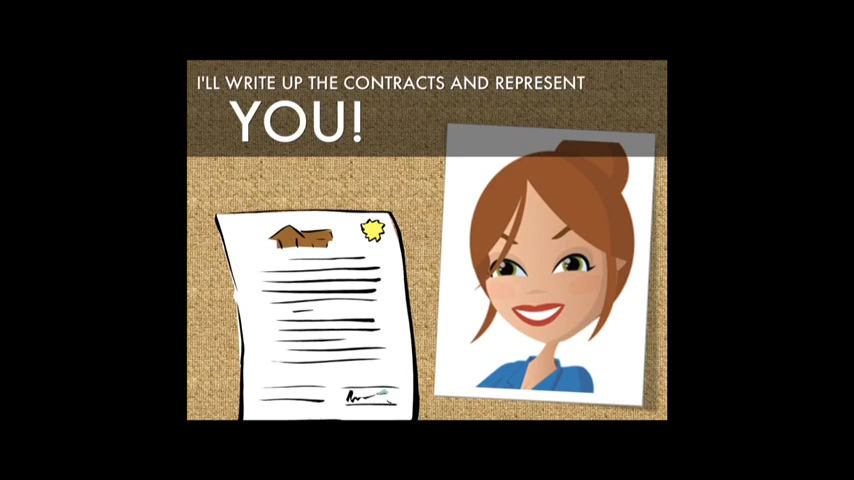 I'LL WRITE UP THE CONTRACTS AND REPRESENT
YOU!